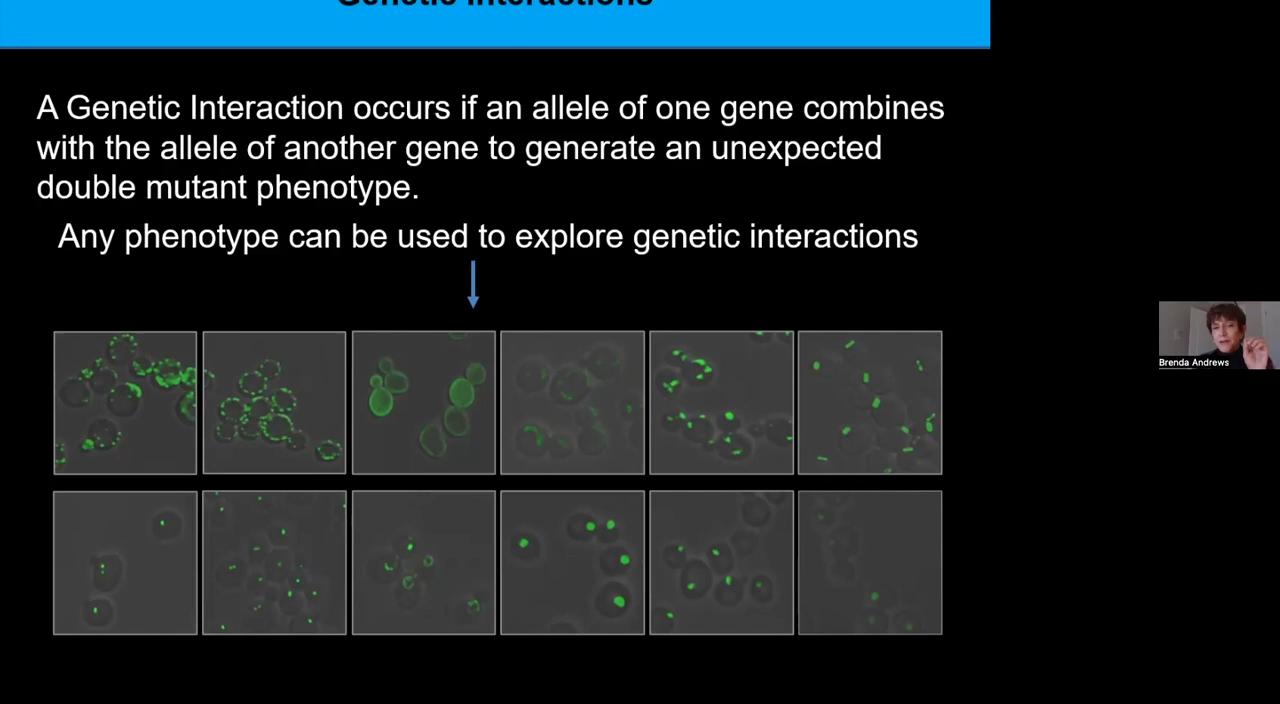 Genetic Interactions
A Genetic Interaction occurs if an allele of one gene combines
with the allele of another gene to generate an unexpected
double mutant phenotype.
Any phenotype can be used to explore genetic interactions
Brenda Andrews